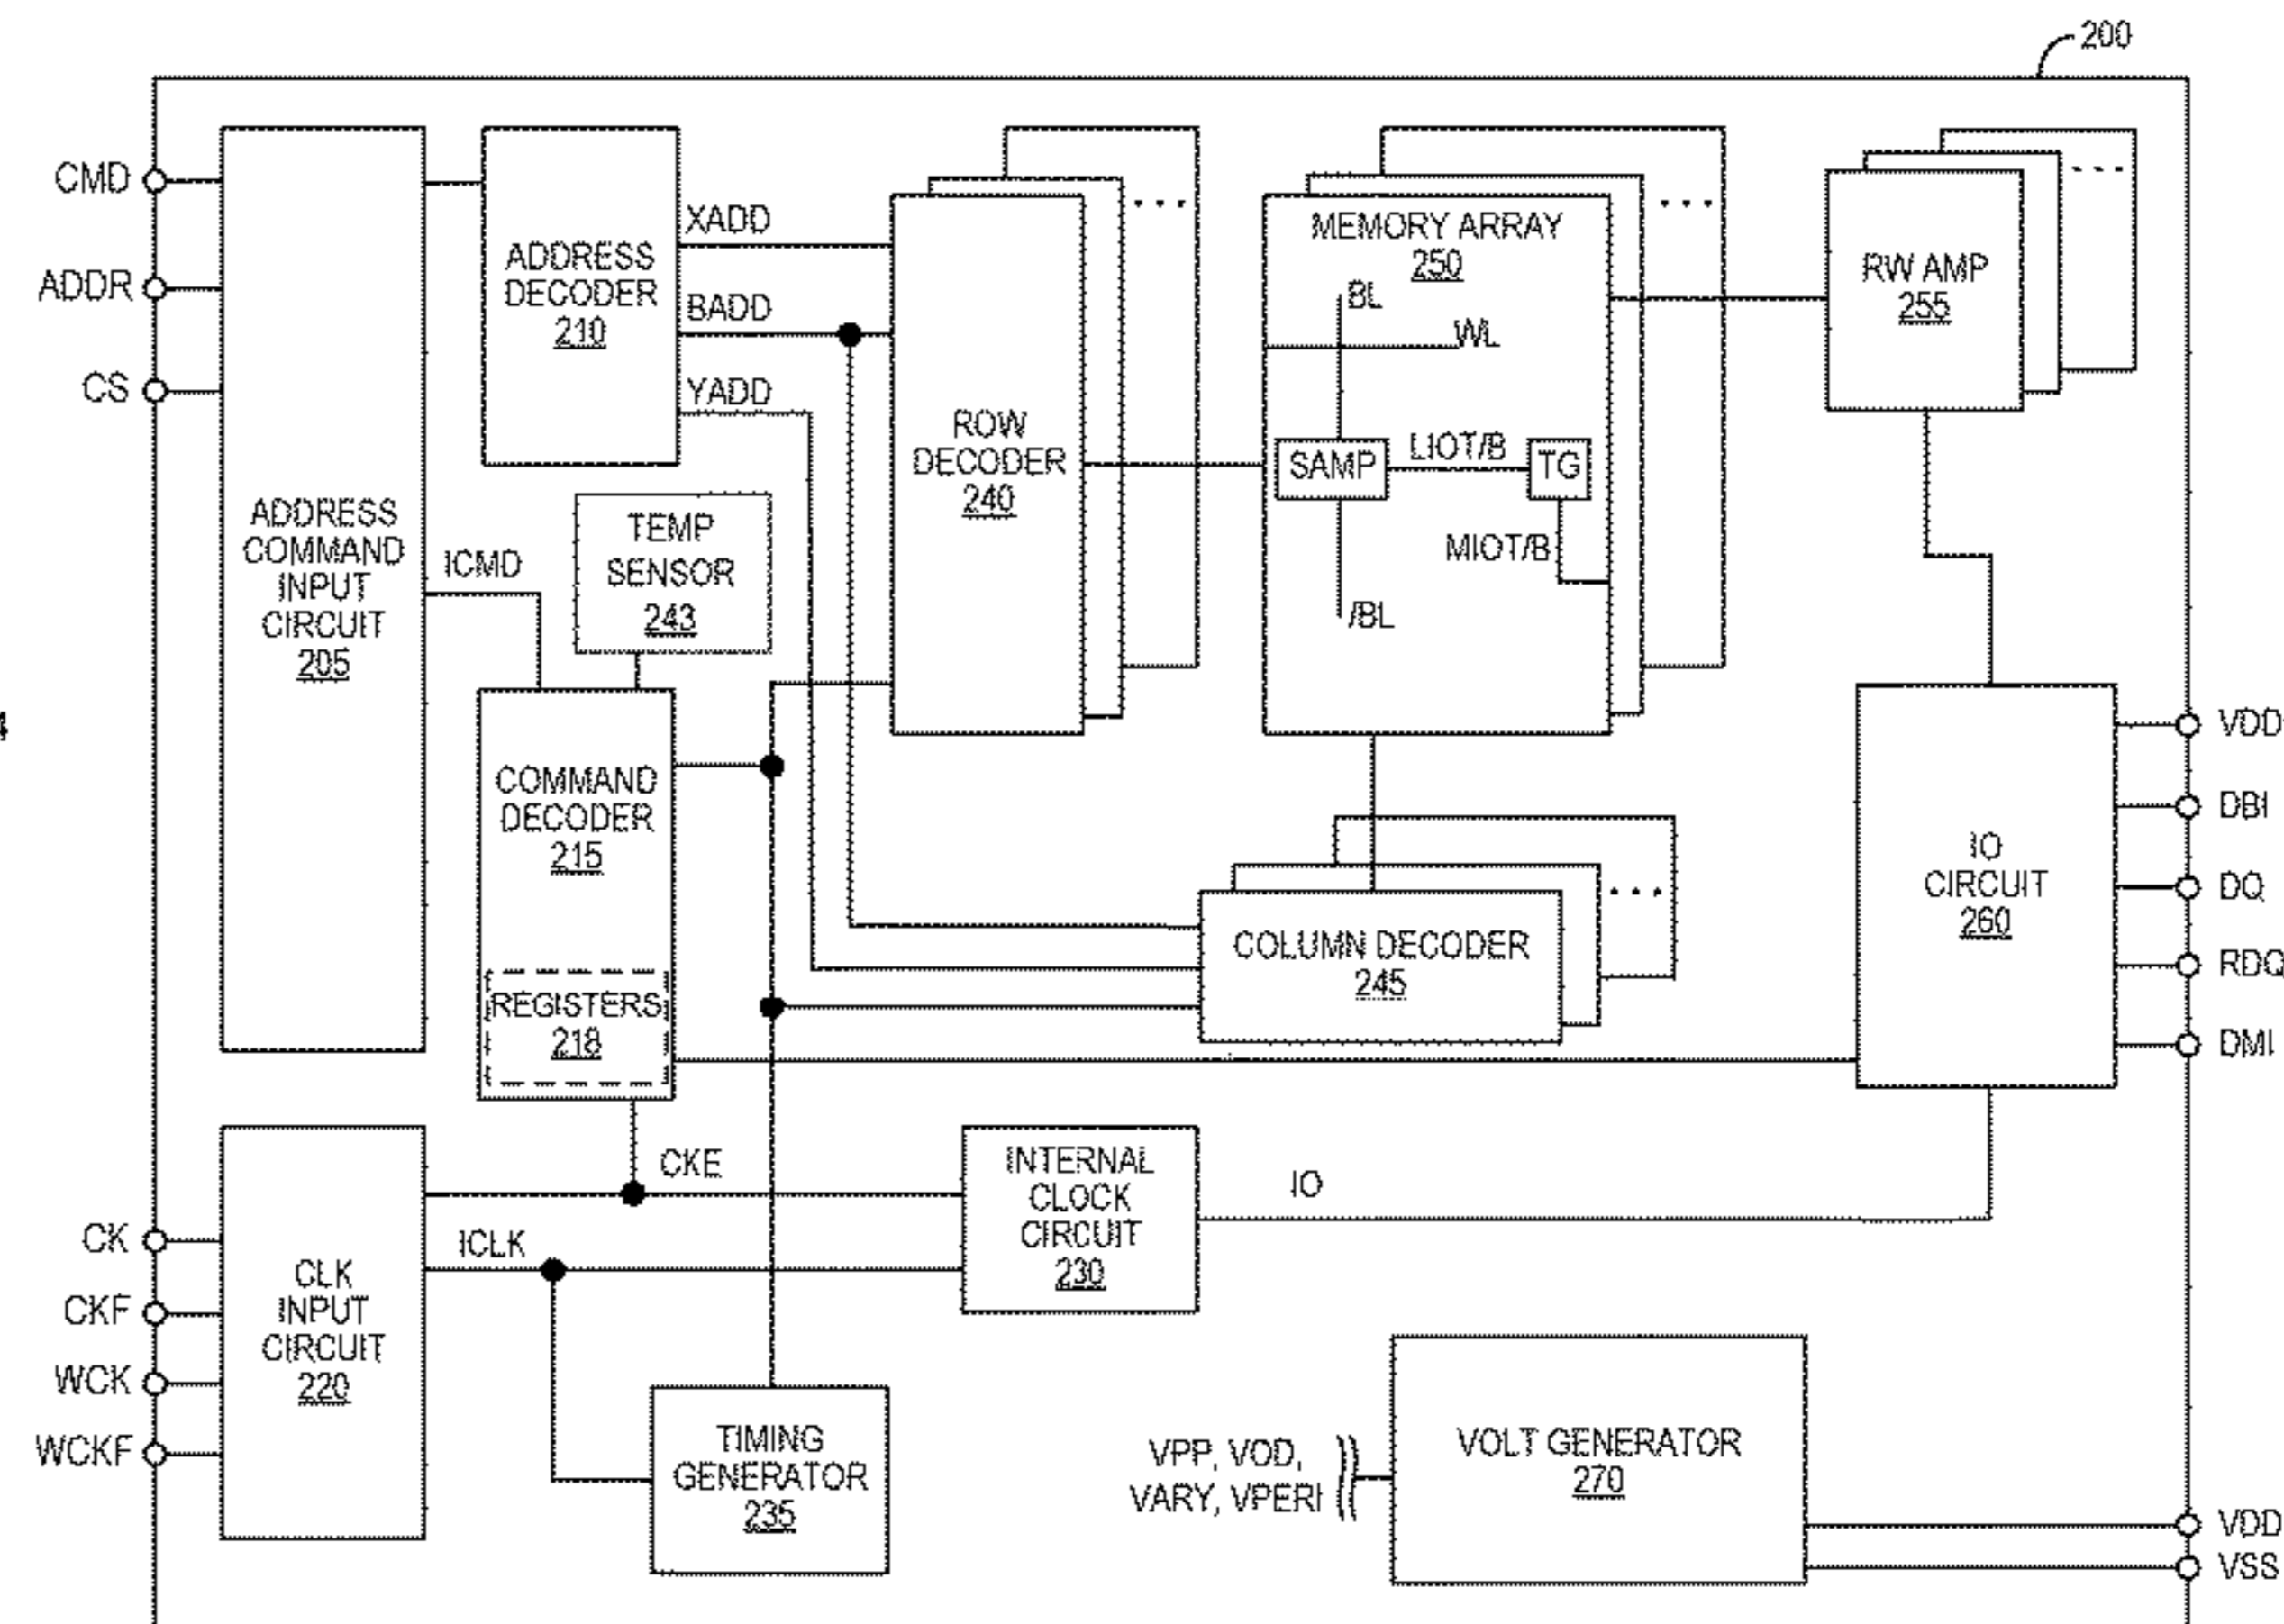 200
CMD
ADDR
CS
ADDRESS
COMMAND
INPUT
CIRCUIT
205
ADDRESS
DECODER
210
XADD
BADD
YADD
ROW
DECODER
240
...
MEMORY ARRAY
250
BL
WL
SAMP
LIOT/B
TG
MIOT/B
/BL
...
RW AMP
255
...
ICMD
TEMP
SENSOR
243
4
COMMAND
DECODER
215
REGISTERS
218
COLUMN DECODER
245
...
IO
CIRCUIT
260
VDD
DBI
DQ
RDQ
DMI
CK
CKF
WCK
WCKF
CLK
INPUT
CIRCUIT
220
CKE
ICLK
INTERNAL
CLOCK
CIRCUIT
230
IO
TIMING
GENERATOR
235
VPP, VOD,
VARY, VPERI
VOLT GENERATOR
270
VDD
VSS